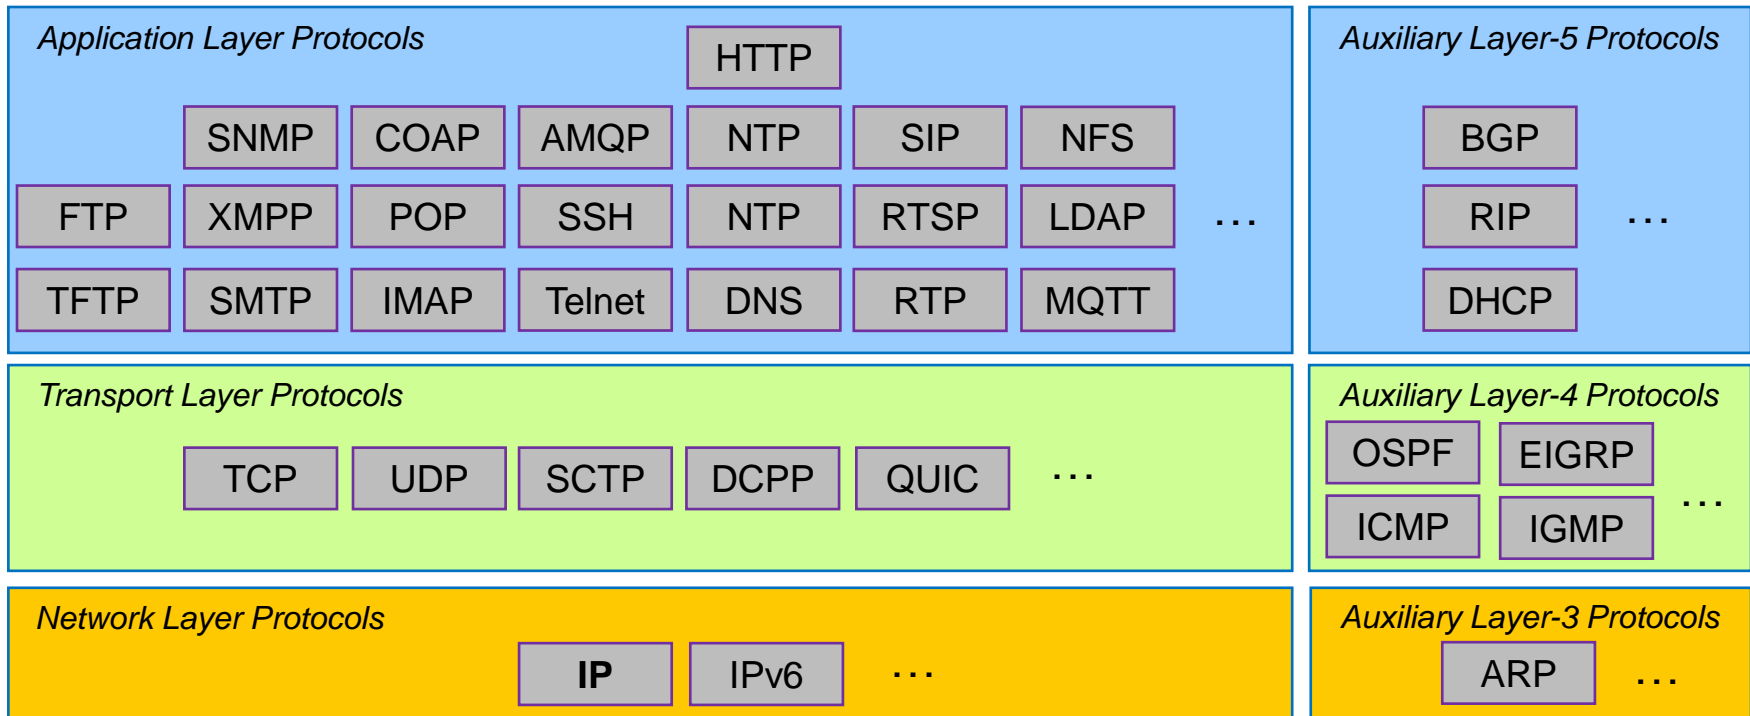 Application Layer Protocols
HTTP
SNMP COAP AMQP NTP SIP NFS
FTP XMPP POP SSH NTP RTSP LDAP ...
TFTP SMTP IMAP Telnet DNS RTP MQTT
Auxiliary Layer-5 Protocols
BGP
RIP ...
DHCP
Transport Layer Protocols
TCP UDP SCTP DCPP QUIC ...
Auxiliary Layer-4 Protocols
OSPF EIGRP
ICMP IGMP ...
Network Layer Protocols
IP IPv6 ...
Auxiliary Layer-3 Protocols
ARP ...